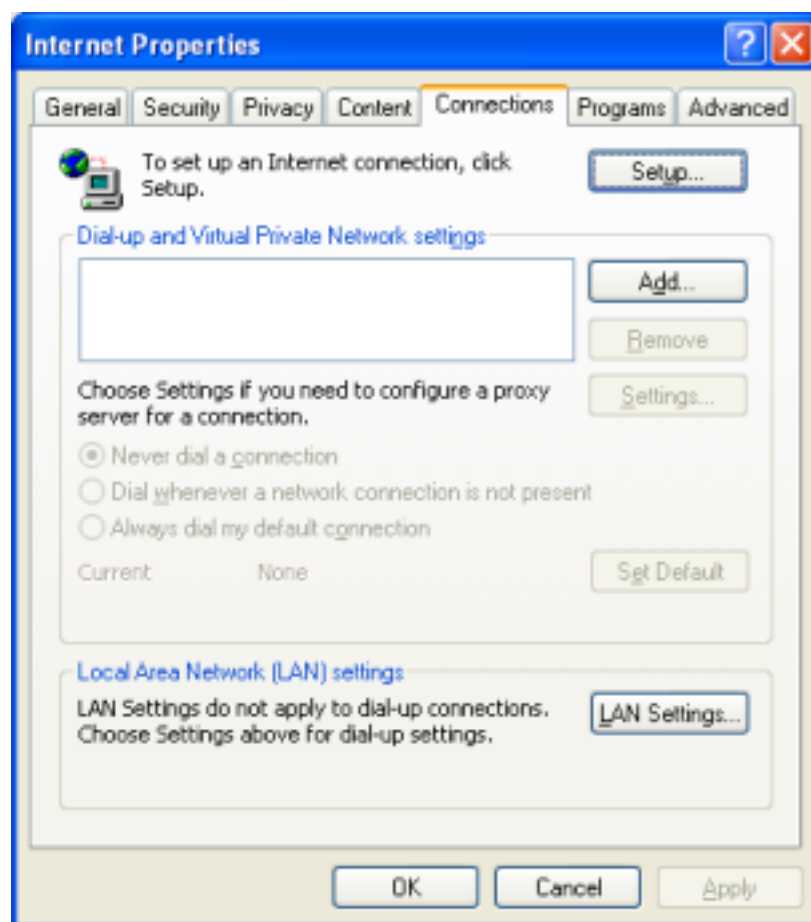 Internet Properties
General Security Privacy Content Connections Programs Advanced
To set up an Internet connection, click
Setup.
Setup...
Dial-up and Virtual Private Network settings
Add...
Remove
Choose Settings if you need to configure a proxy
server for a connection.
Settings...
Never dial a connection
Dial whenever a network connection is not present
Always dial my default connection
Current None
Set Default
Local Area Network (LAN) settings
LAN Settings do not apply to dial-up connections.
Choose Settings above for dial-up settings.
LAN Settings...
OK Cancel Apply